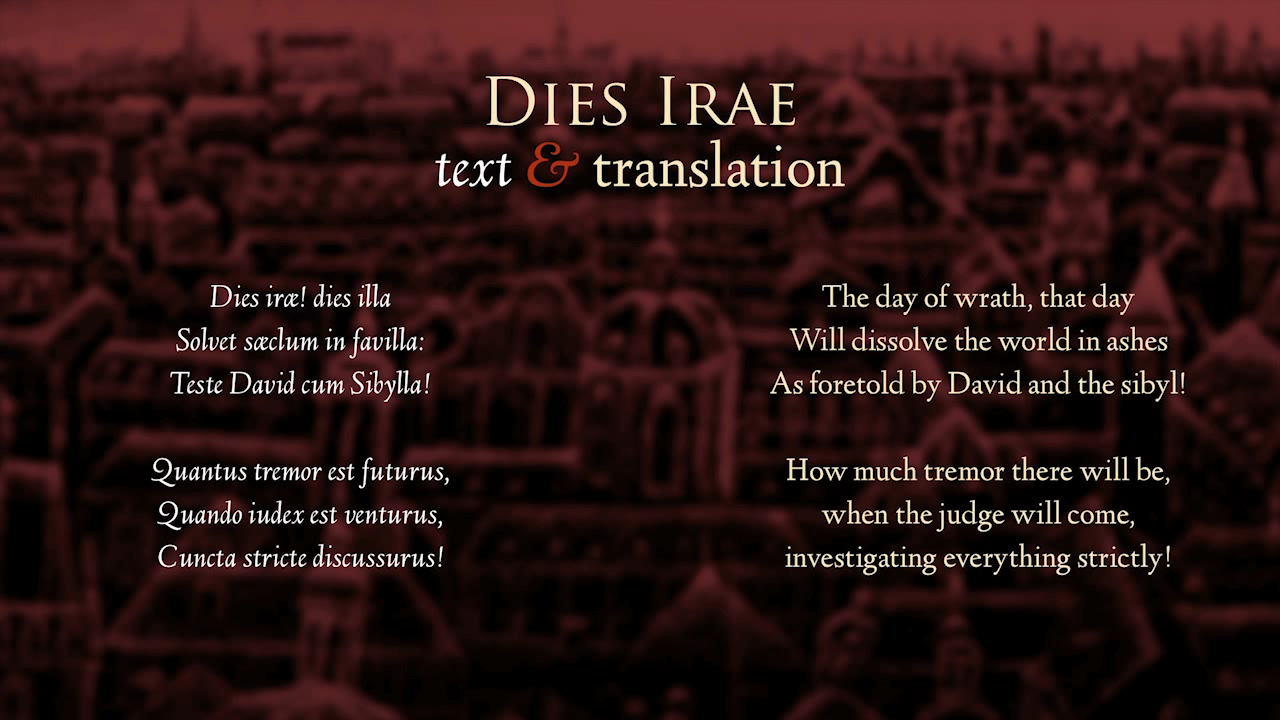 Dies Irae
text & translation
Dies iræ! dies illa
Solvet sæclum in favilla:
Teste David cum Sibylla!
Quantus tremor est futurus,
Quando iudex est venturus,
Cuncta stricte discussurus!
The day of wrath, that day
Will dissolve the world in ashes
As foretold by David and the sibyl!
How much tremor there will be,
when the judge will come,
investigating everything strictly!